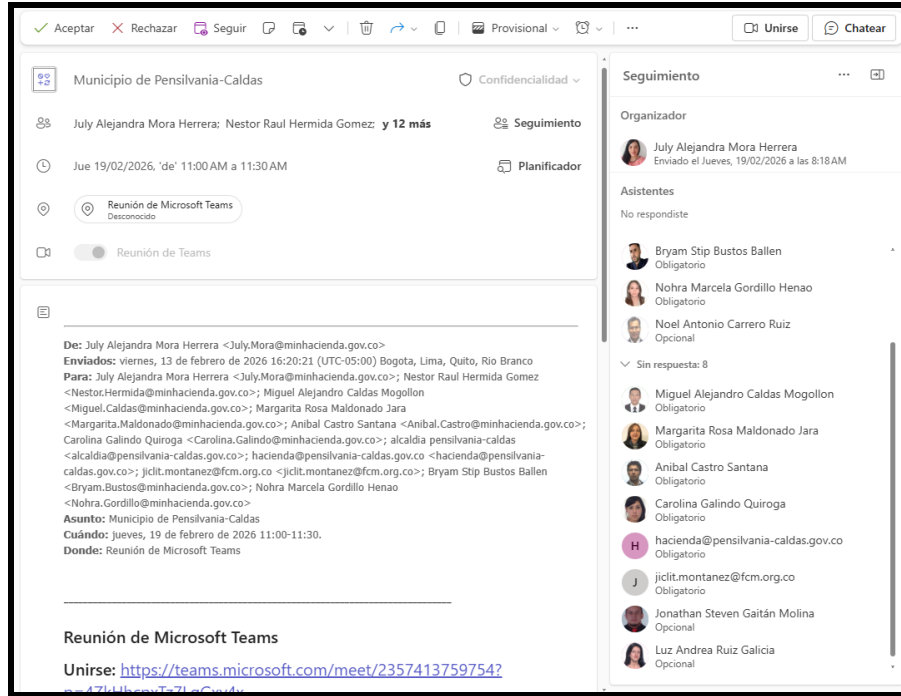 Aceptar Rechazar Seguir Provisional Unirse Chatear
Municipio de Pensilvania-Caldas Confidencialidad
July Alejandra Mora Herrera; Nestor Raul Hermida Gomez; y 12 más Seguimiento
Jue 19/02/2026, 'de' 11:00 AM a 11:30 AM Planificador
Reunión de Microsoft Teams
Desconocido
Reunión de Teams
De: July Alejandra Mora Herrera <July.Mora@minhacienda.gov.co>
Enviados: viernes, 13 de febrero de 2026 16:20:21 (UTC-05:00) Bogota, Lima, Quito, Rio Branco
Para: July Alejandra Mora Herrera <July.Mora@minhacienda.gov.co>; Nestor Raul Hermida Gomez
<Nestor.Hermida@minhacienda.gov.co>; Miguel Alejandro Caldas Mogollon
<Miguel.Caldas@minhacienda.gov.co>; Margarita Rosa Maldonado Jara
<Margarita.Maldonado@minhacienda.gov.co>; Anibal Castro Santana <Anibal.Castro@minhacienda.gov.co>;
Carolina Galindo Quiroga <Carolina.Galindo@minhacienda.gov.co>; alcaldia pensilvania-caldas
<alcaldia@pensilvania-caldas.gov.co>; hacienda@pensilvania-caldas.gov.co <hacienda@pensilvania-
caldas.gov.co>; jiclit.montanez@fcm.org.co <jiclit.montanez@fcm.org.co>; Bryam Stip Bustos Ballen
<Bryam.Bustos@minhacienda.gov.co>; Nohra Marcela Gordillo Henao
<Nohra.Gordillo@minhacienda.gov.co>
Asunto: Municipio de Pensilvania-Caldas
Cuándo: jueves, 19 de febrero de 2026 11:00-11:30.
Donde: Reunión de Microsoft Teams
Reunión de Microsoft Teams
Unirse: https://teams.microsoft.com/meet/2357413759754?
Seguimiento
Organizador
July Alejandra Mora Herrera
Enviado el Jueves, 19/02/2026 a las 8:18 AM
Asistentes
No respondiste
Bryam Stip Bustos Ballen
Obligatorio
Nohra Marcela Gordillo Henao
Obligatorio
Noel Antonio Carrero Ruiz
Opcional
Sin respuesta: 8
Miguel Alejandro Caldas Mogollon
Obligatorio
Margarita Rosa Maldonado Jara
Obligatorio
Anibal Castro Santana
Obligatorio
Carolina Galindo Quiroga
Obligatorio
H hacienda@pensilvania-caldas.gov.co
Obligatorio
J jiclit.montanez@fcm.org.co
Obligatorio
Jonathan Steven Gaitán Molina
Opcional
Luz Andrea Ruiz Galicia
Opcional